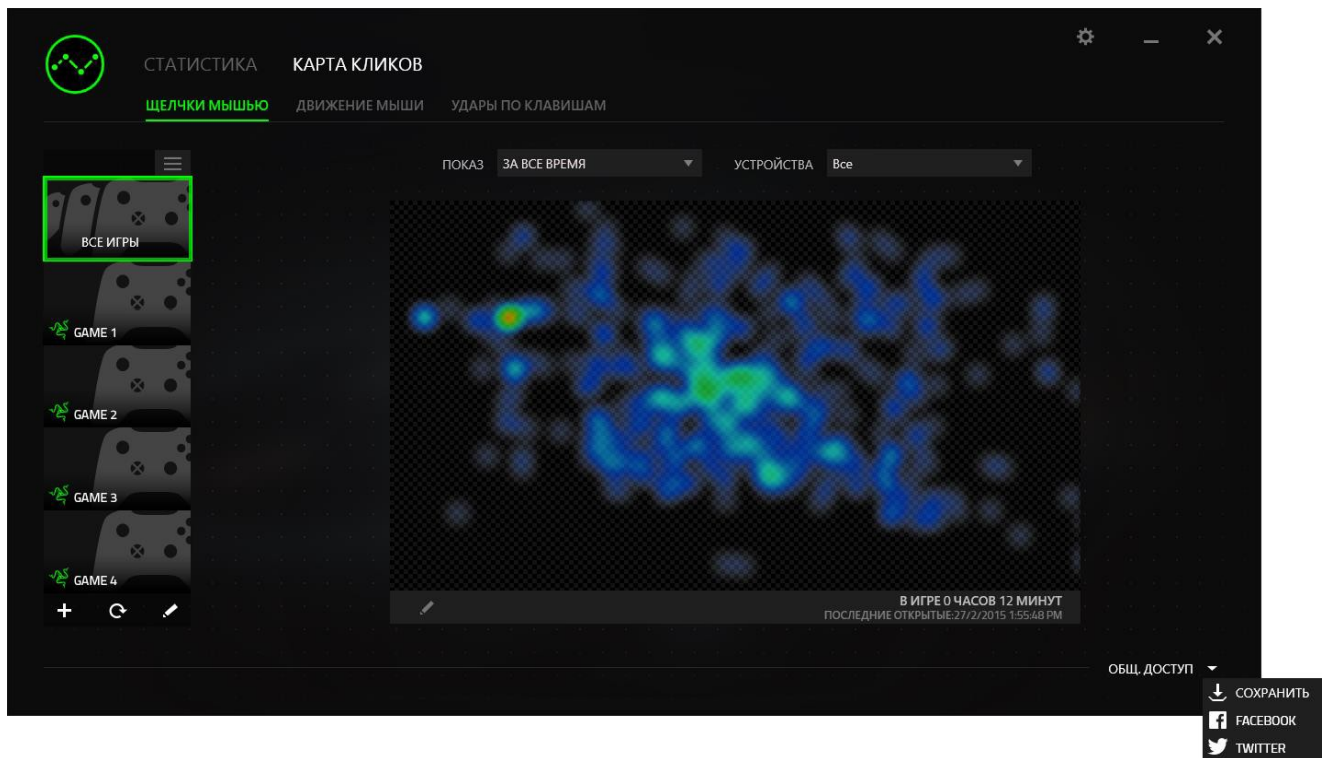 СТАТИСТИКА КАРТА КЛИКОВ
ЩЕЛЧКИ МЫШЬЮ ДВИЖЕНИЕ МЫШИ УДАРЫ ПО КЛАВИШАМ
ПОКАЗ ЗА ВСЕ ВРЕМЯ УСТРОЙСТВА Все
ВСЕ ИГРЫ
GAME 1
GAME 2
GAME 3
GAME 4
В ИГРЕ 0 ЧАСОВ 12 МИНУТ
ПОСЛЕДНИЕ ОТКРЫТЫЕ:27/2/2015 1:55:48 PM
ОБЩ. ДОСТУП
СОХРАНИТЬ
FACEBOOK
TWITTER